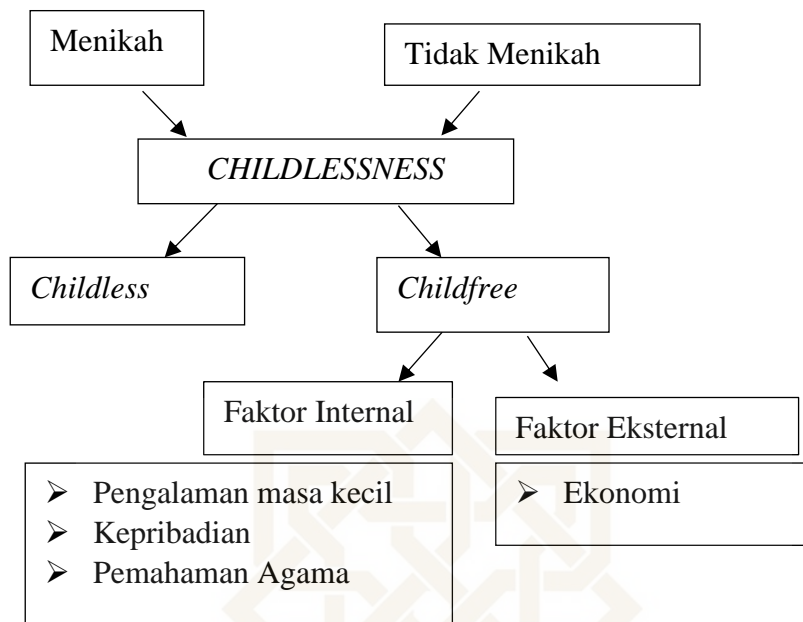 Menikah
Tidak Menikah
CHILDLESSNESS
Childless
Childfree
Faktor Internal
Faktor Eksternal
➢ Pengalaman masa kecil
➢ Kepribadian
➢ Pemahaman Agama
➢ Ekonomi